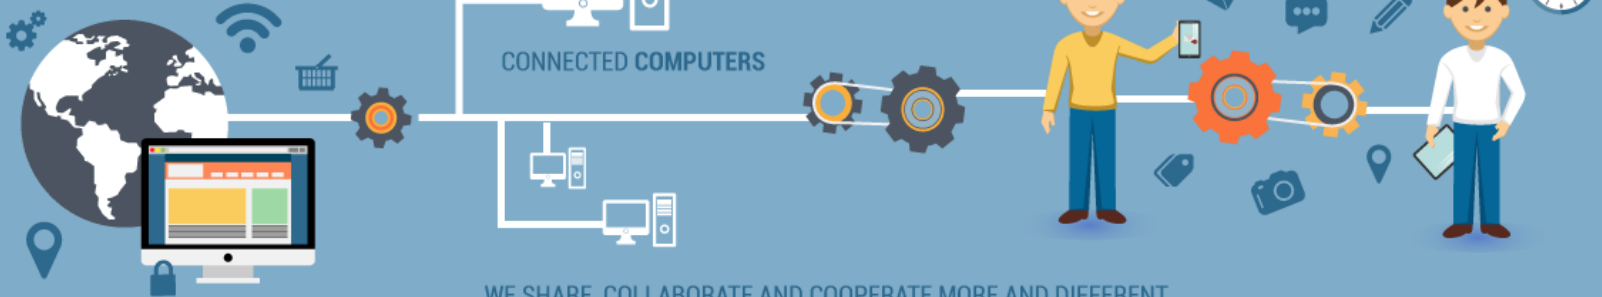 CONNECTED COMPUTERS
WE SHARE, COLLABORATE AND COOPERATE MORE AND DIFFERENT